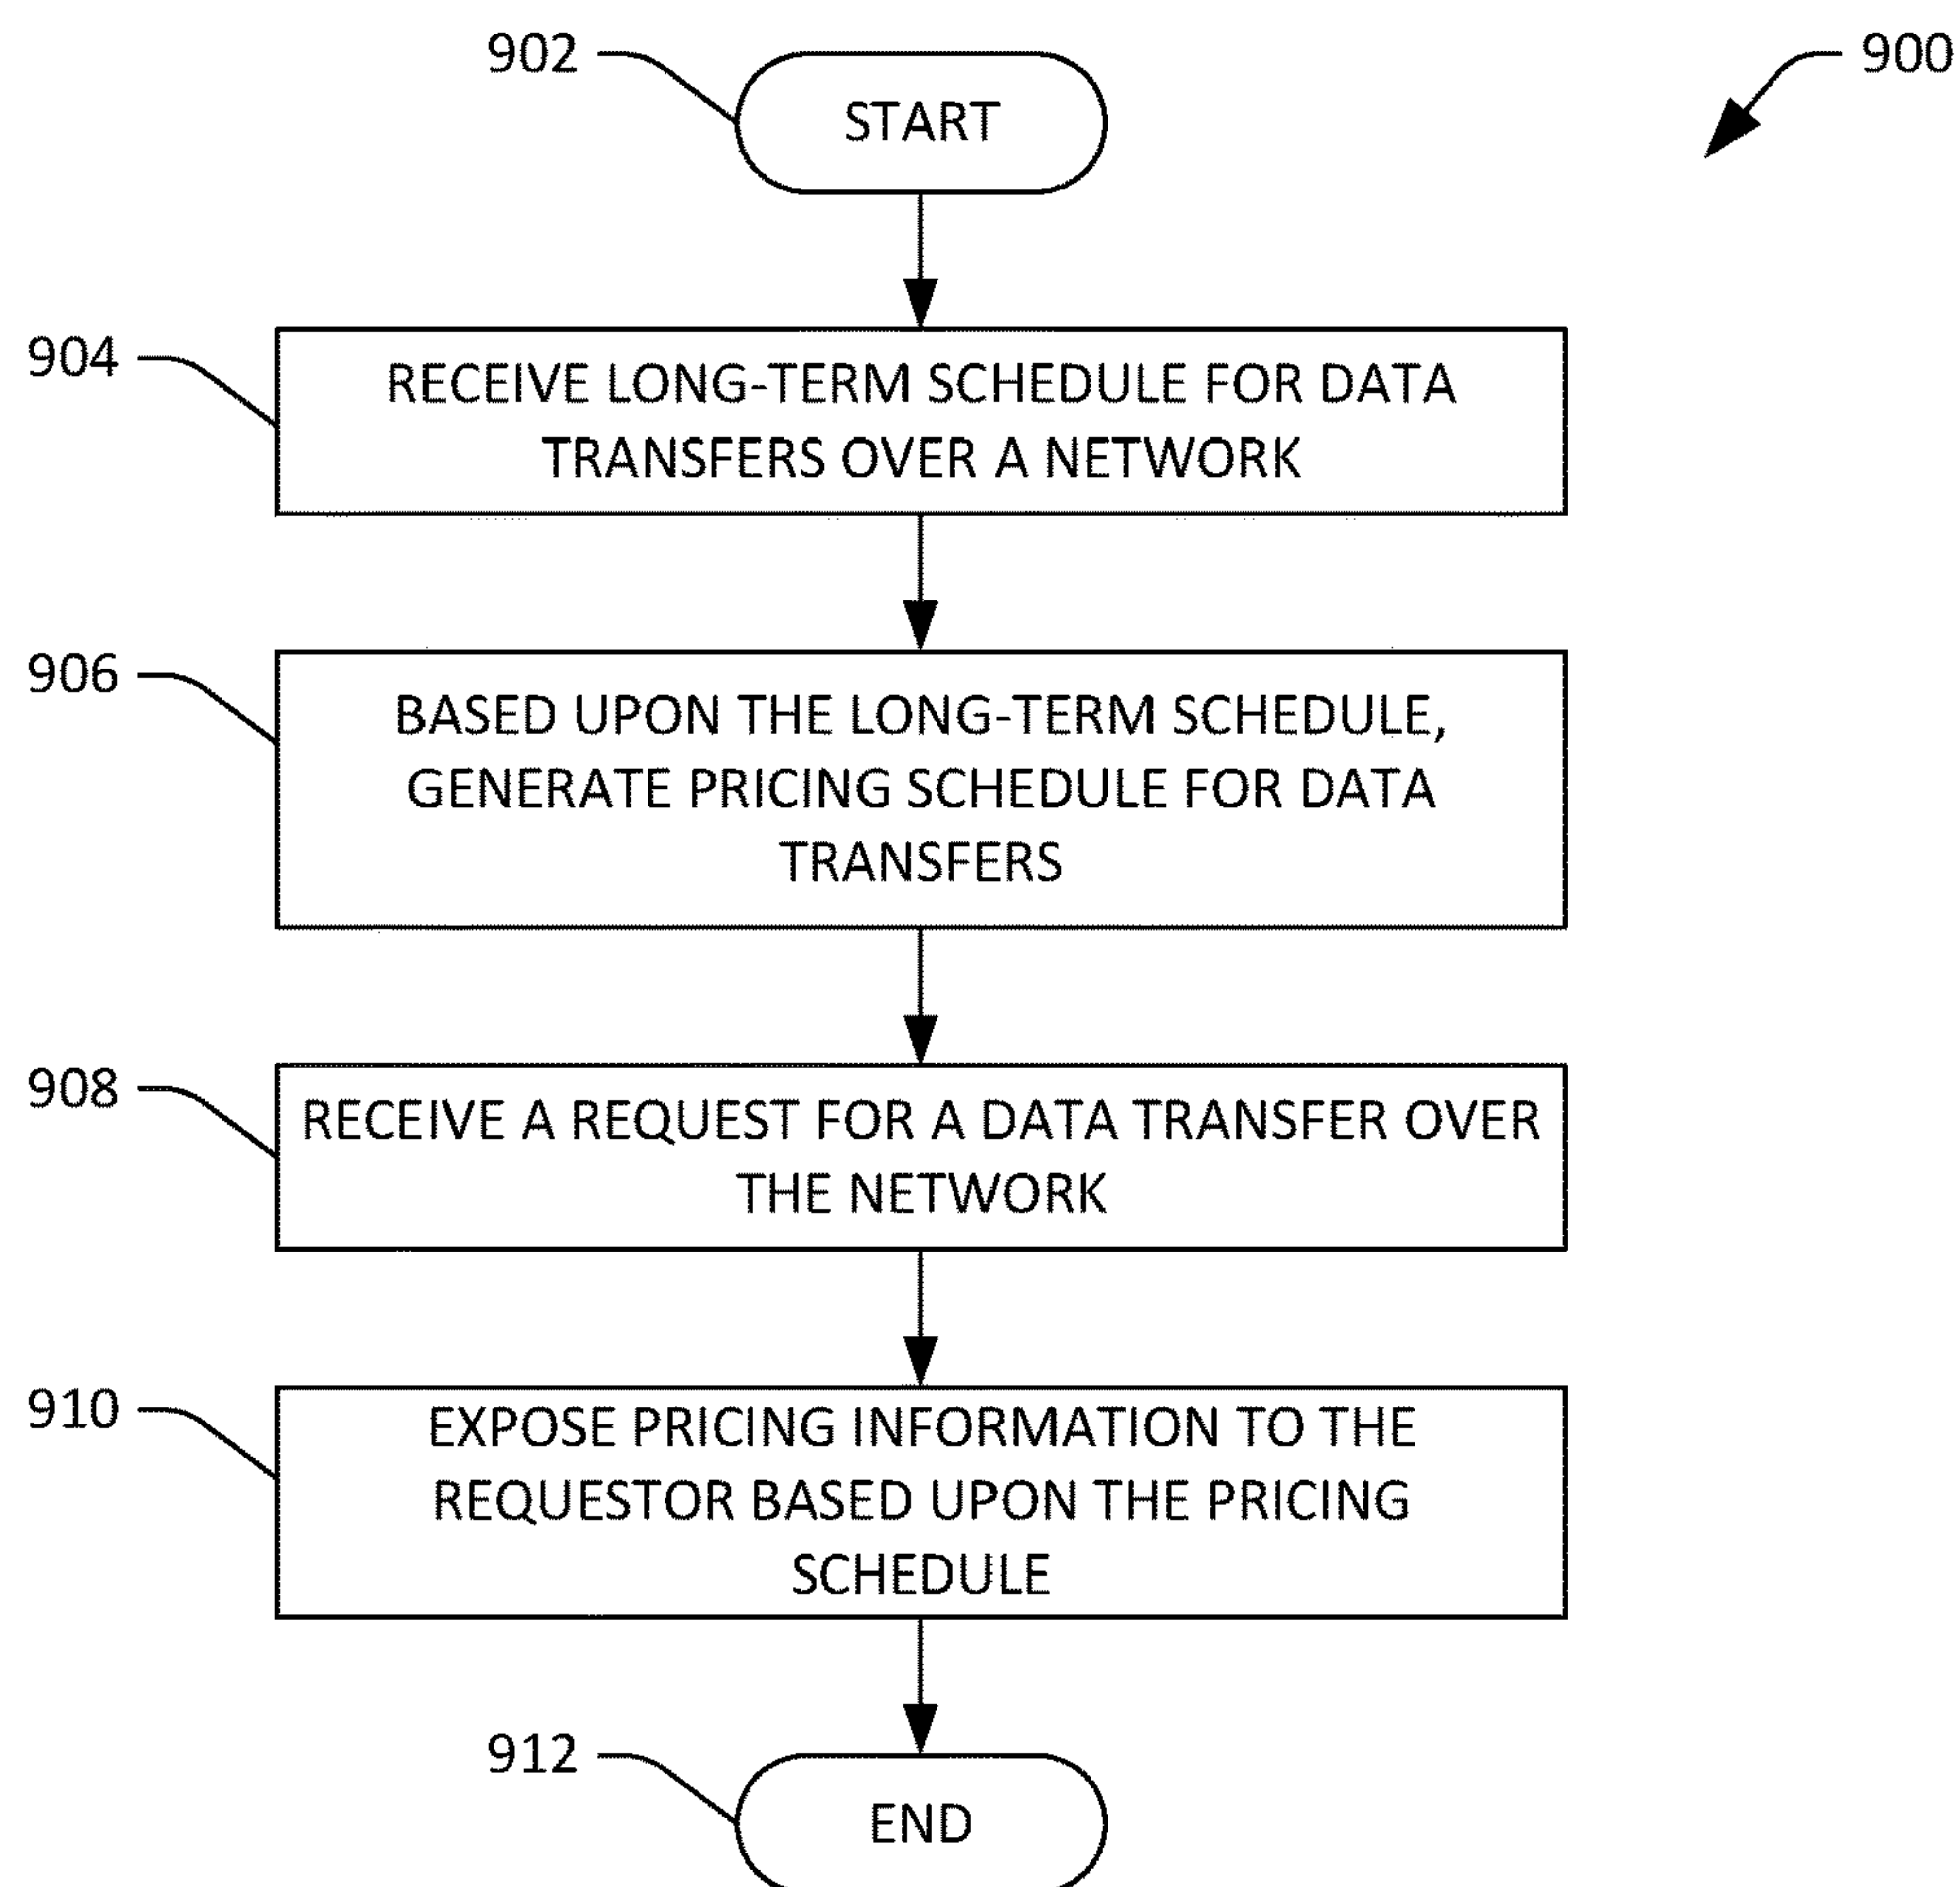 902
START
900
904
RECEIVE LONG-TERM SCHEDULE FOR DATA
TRANSFERS OVER A NETWORK
906
BASED UPON THE LONG-TERM SCHEDULE,
GENERATE PRICING SCHEDULE FOR DATA
TRANSFERS
908
RECEIVE A REQUEST FOR A DATA TRANSFER OVER
THE NETWORK
910
EXPOSE PRICING INFORMATION TO THE
REQUESTOR BASED UPON THE PRICING
SCHEDULE
912
END